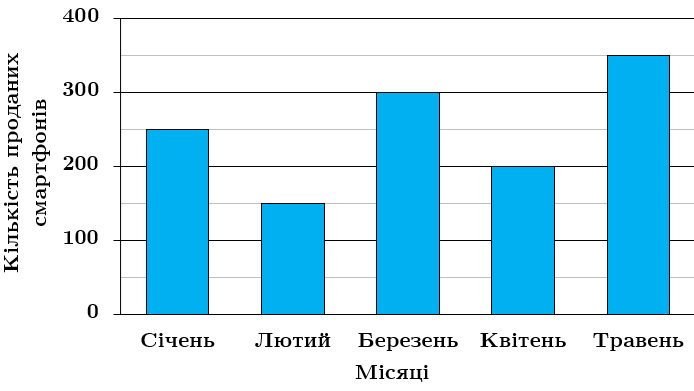 Кількість проданих
смартфонів
400
300
200
100
0
Січень Лютий Березень Квітень Травень
Місяці